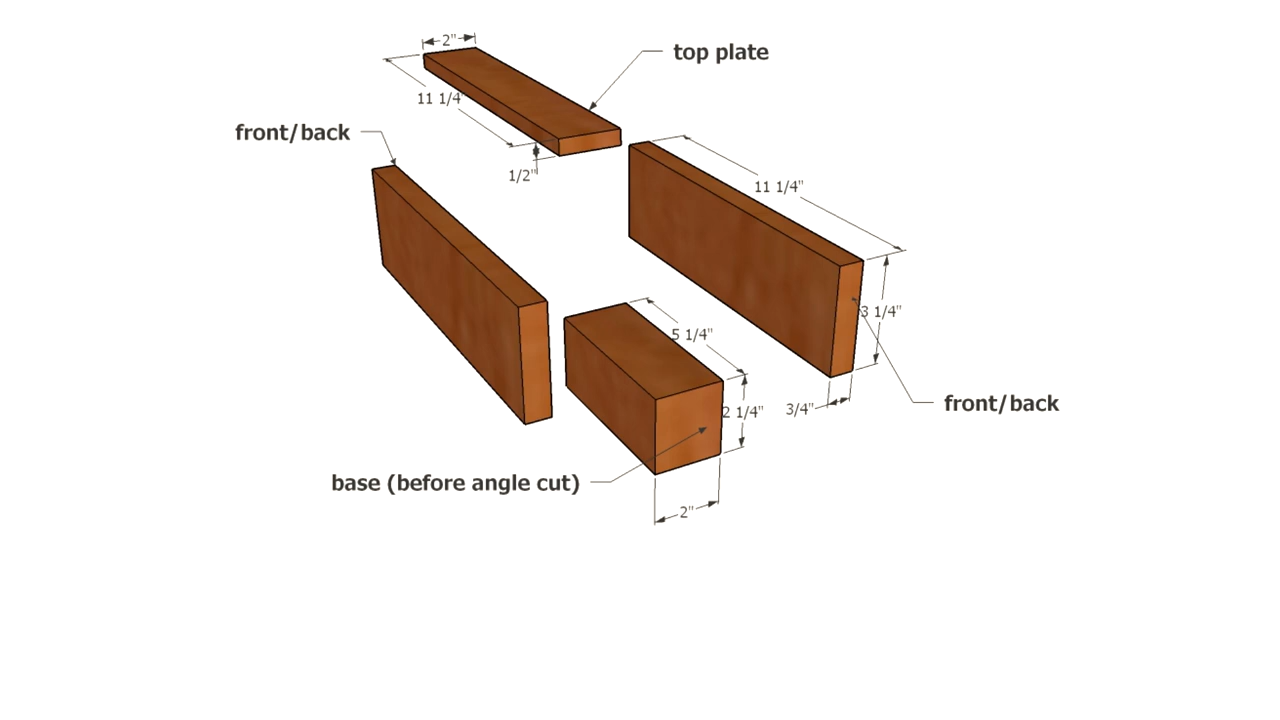 2"
top plate
11 1/4"
front/back
1/2"
11 1/4"
3 1/4"
5 1/4"
2 1/4"
3/4"
front/back
base (before angle cut)
2"